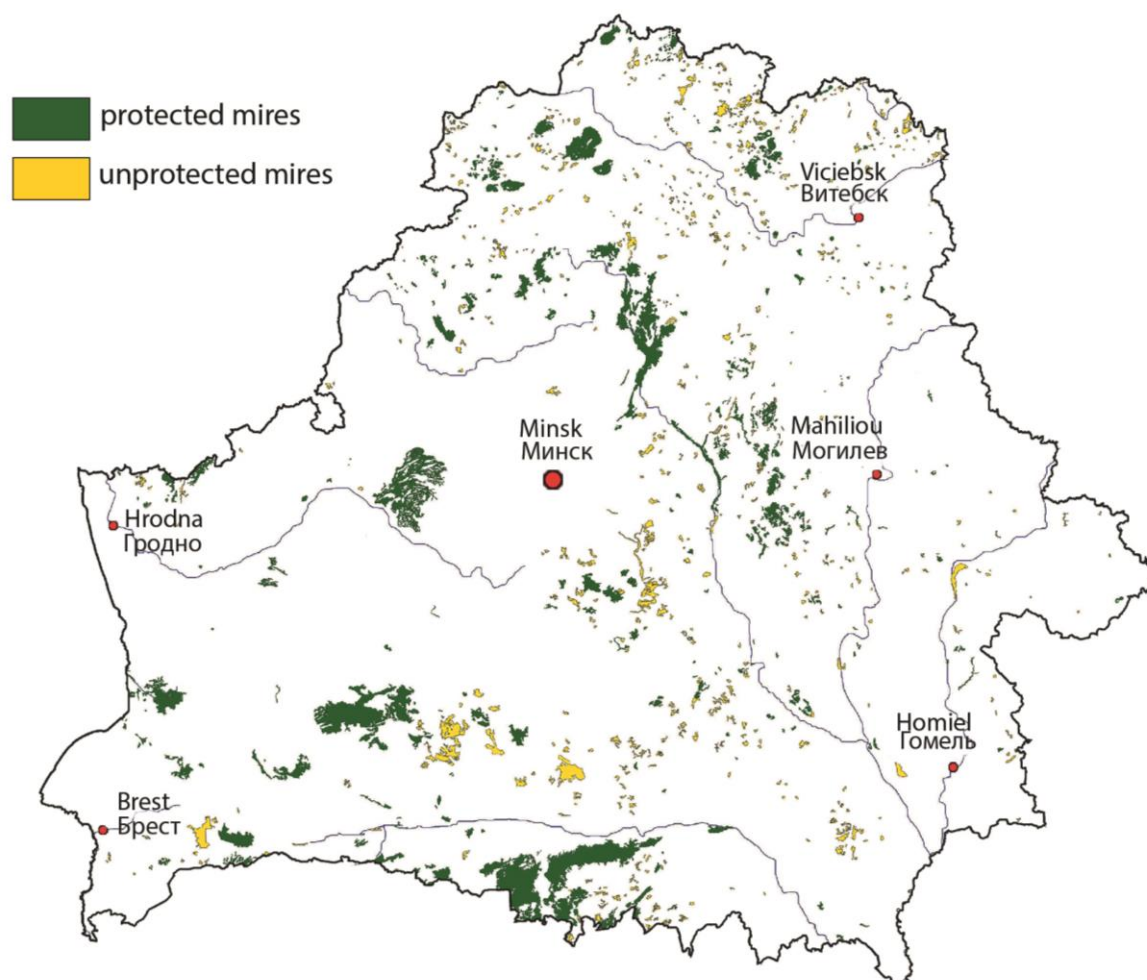 protected mires
unprotected mires
Viciebsk
Витебск
Minsk
Минск
Mahiliou
Могилев
Hrodna
Гродно
Homiel
Гомель
Brest
Брест